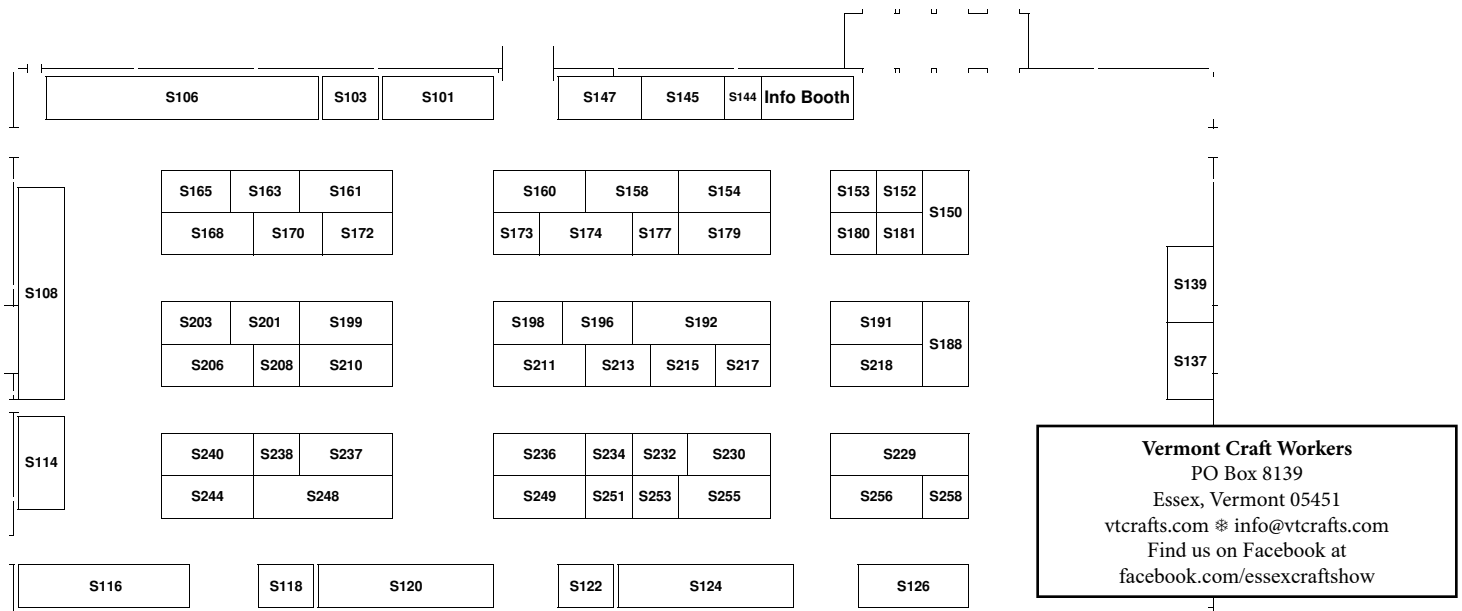 S106 S103 S101 S147 S145 S144 Info Booth
S165 S163 S161 S160 S158 S154 S153 S152 S150
S168 S170 S172 S173 S174 S177 S179 S180 S181
S108
S139
S203 S201 S199 S198 S196 S192 S191 S188
S206 S208 S210 S211 S213 S215 S217 S218
S137
S114
S240 S238 S237 S236 S234 S232 S230 S229
S244 S248 S249 S251 S253 S255 S256 S258
S116 S118 S120 S122 S124 S126
Vermont Craft Workers
PO Box 8139
Essex, Vermont 05451
vtcrafts.com ❄ info@vtcrafts.com
Find us on Facebook at
facebook.com/essexcraftshow